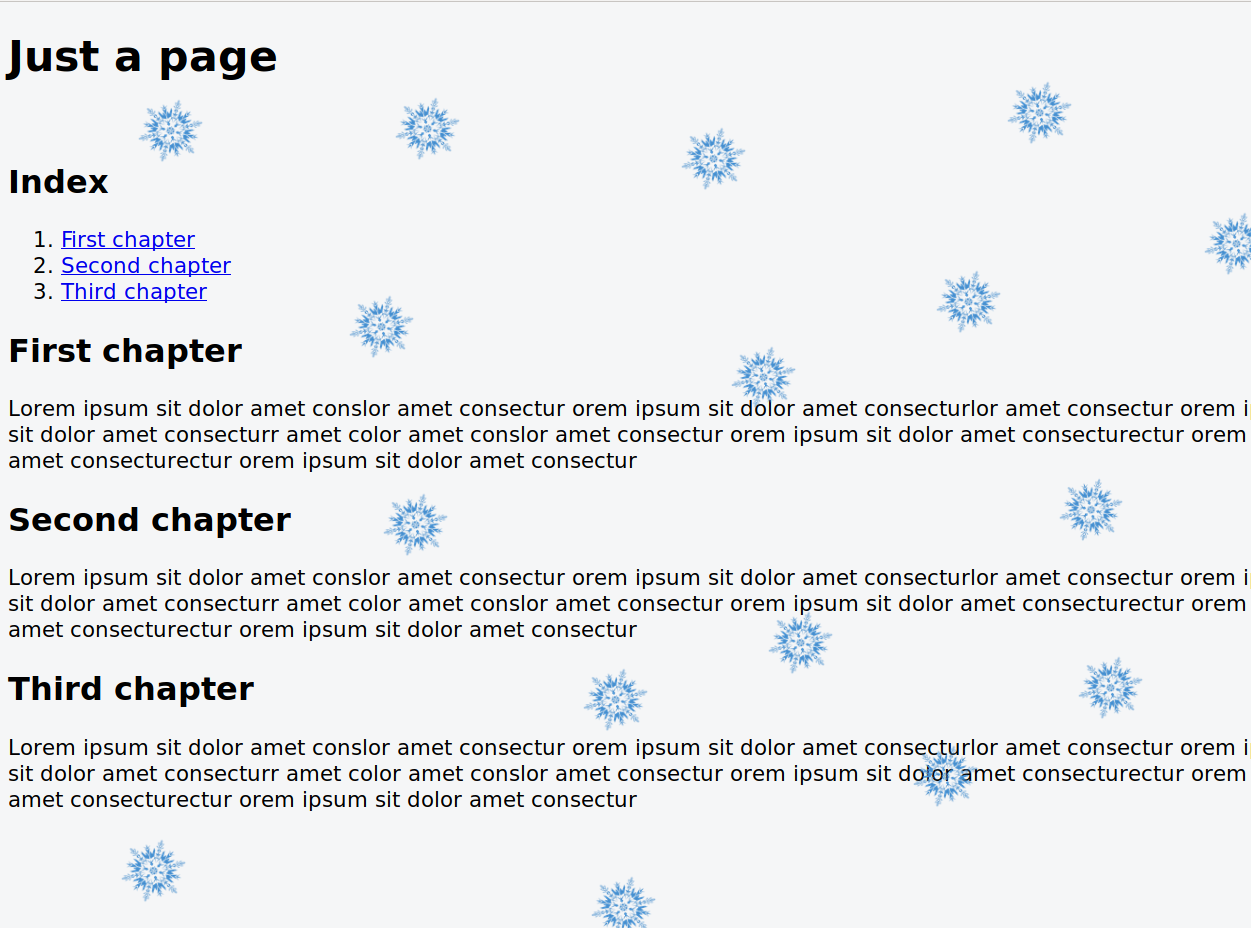 Just a page
Index
1. First chapter
2. Second chapter
3. Third chapter
First chapter
Lorem ipsum sit dolor amet conslor amet consectur orem ipsum sit dolor amet consecturlor amet consectur orem
sit dolor amet consecturr amet color amet conslor amet consectur orem ipsum sit dolor amet consecturectur orem
amet consecturectur orem ipsum sit dolor amet consectur
Second chapter
Lorem ipsum sit dolor amet conslor amet consectur orem ipsum sit dolor amet consecturlor amet consectur orem
sit dolor amet consecturr amet color amet conslor amet consectur orem ipsum sit dolor amet consecturectur orem
amet consecturectur orem ipsum sit dolor amet consectur
Third chapter
Lorem ipsum sit dolor amet conslor amet consectur orem ipsum sit dolor amet consecturlor amet consectur orem
sit dolor amet consecturr amet color amet conslor amet consectur orem ipsum sit dolor amet consecturectur orem
amet consecturectur orem ipsum sit dolor amet consectur